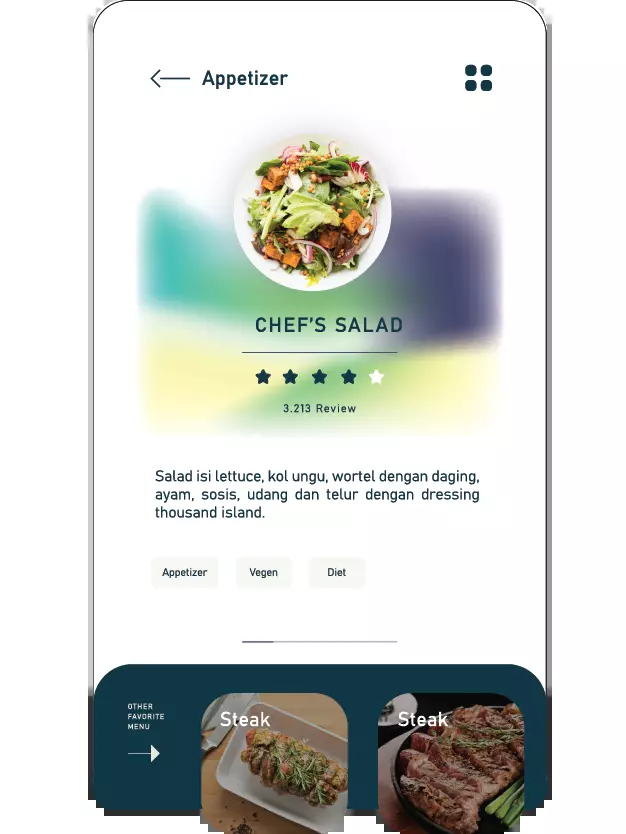 Appetizer
CHEF'S SALAD
3.213 Review
Salad isi lettuce, kol ungu, wortel dengan daging,
ayam, sosis, udang dan telur dengan dressing
thousand island.
Appetizer Vegen Diet
OTHER
FAVORITE
MENU
Steak
Steak